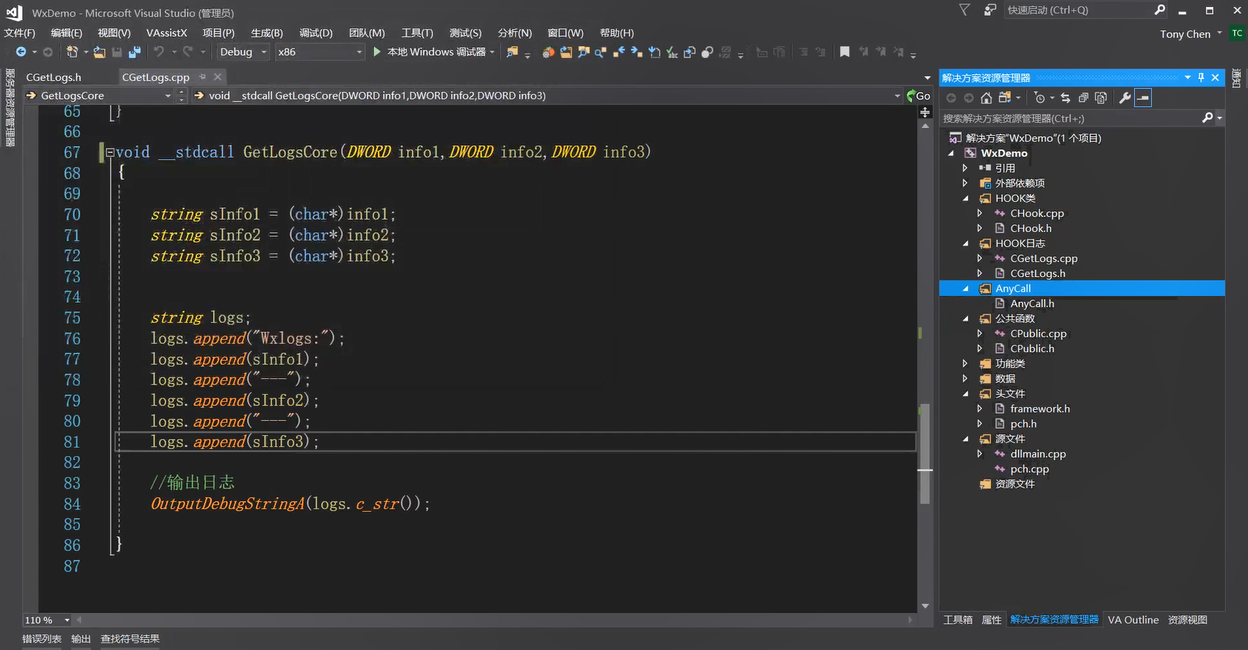 WxDemo - Microsoft Visual Studio (管理员)
快速启动 (Ctrl+Q)
文件(F) 编辑(E) 视图(V) VAssistX 项目(P) 生成(B) 调试(D) 团队(M) 工具(T) 测试(S) 分析(N) 窗口(W) 帮助(H)
Tony Chen TC
Debug x86 本地 Windows 调试器
服务器资源管理器
CGetLogs.h CGetLogs.cpp
GetLogsCore void __stdcall GetLogsCore(DWORD info1,DWORD info2,DWORD info3) Go
65 }
66
67 void __stdcall GetLogsCore(DWORD info1,DWORD info2,DWORD info3)
68 {
69
70 string sInfo1 = (char*)info1;
71 string sInfo2 = (char*)info2;
72 string sInfo3 = (char*)info3;
73
74
75 string logs;
76 logs.append("Wxlogs:");
77 logs.append(sInfo1);
78 logs.append("---");
79 logs.append(sInfo2);
80 logs.append("---");
81 logs.append(sInfo3);
82
83 //输出日志
84 OutputDebugStringA(logs.c_str());
85
86 }
87
110 %
错误列表 输出 查找符号结果
解决方案资源管理器
搜索解决方案资源管理器(Ctrl+;)
解决方案"WxDemo"(1 个项目)
WxDemo
引用
外部依赖项
HOOK类
CHook.cpp
CHook.h
HOOK日志
CGetLogs.cpp
CGetLogs.h
AnyCall
AnyCall.h
公共函数
CPublic.cpp
CPublic.h
功能类
数据
头文件
framework.h
pch.h
源文件
dllmain.cpp
pch.cpp
资源文件
工具箱 属性 解决方案资源管理器 VA Outline 资源视图
通知